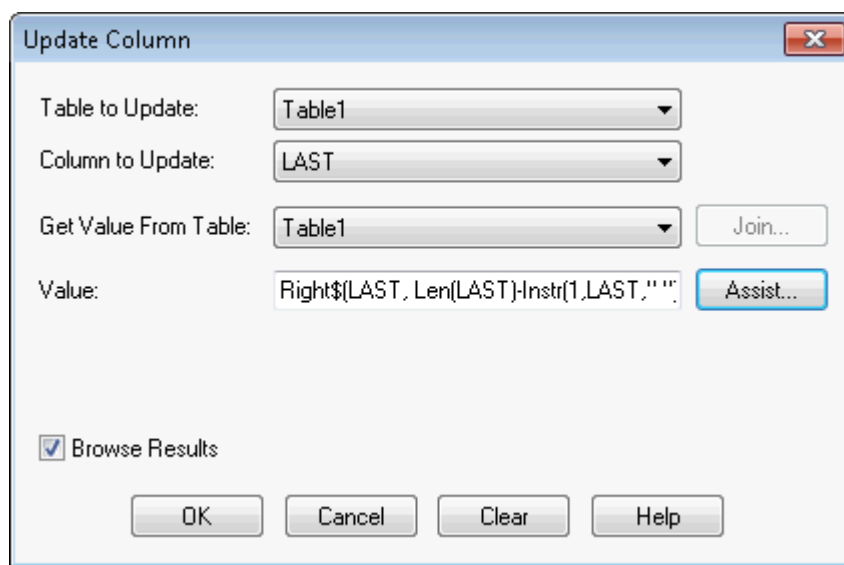 Update Column
Table to Update: Table1
Column to Update: LAST
Get Value From Table: Table1 Join...
Value: Right$(LAST, Len(LAST)-Instr(1,LAST," ") Assist...
Browse Results
OK Cancel Clear Help